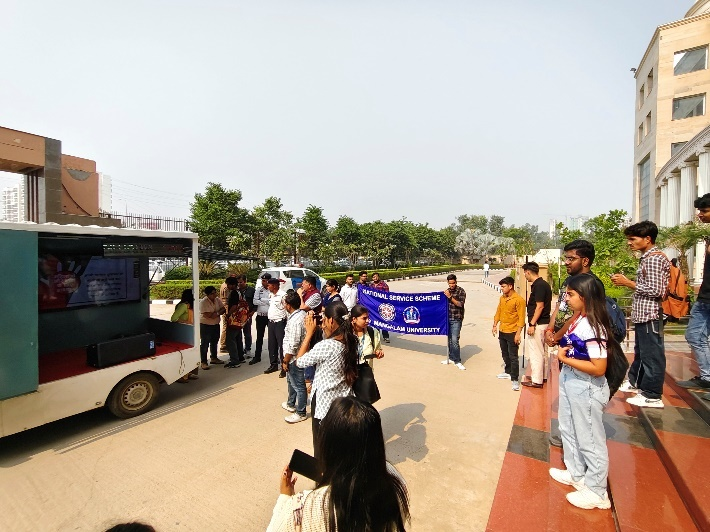 NATIONAL SERVICE SCHEME
MANGALAM UNIVERSITY